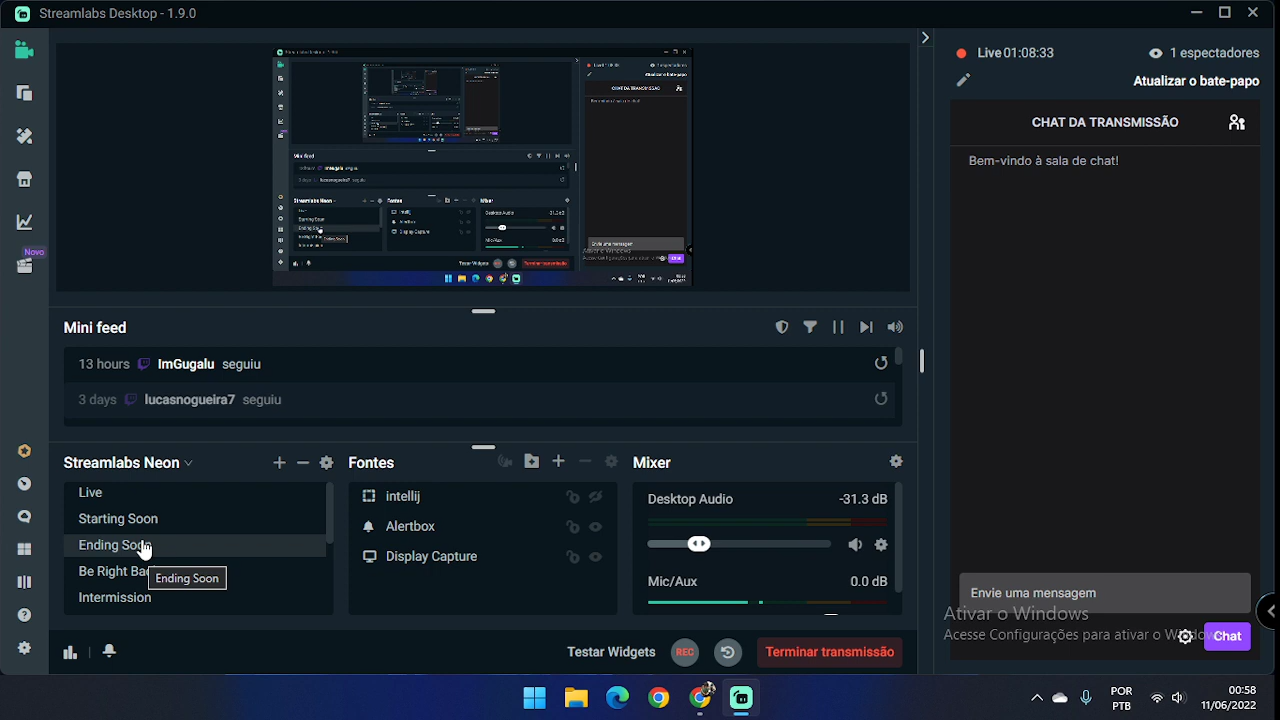 Streamlabs Desktop - 1.9.0
Live 01:08:33
1 espectadores
Atualizar o bate-papo
CHAT DA TRANSMISSÃO
Bem-vindo à sala de chat!
Novo
Mini feed
13 hours ImGugalu seguiu
3 days lucasnogueira7 seguiu
Streamlabs Neon
Live
Starting Soon
Ending Soon
Be Right Bac
Ending Soon
Intermission
Fontes
intellij
Alertbox
Display Capture
Mixer
Desktop Audio -31.3 dB
Mic/Aux 0.0 dB
Envie uma mensagem
Ativar o Windows
Acesse Configurações para ativar o Windows
Chat
Testar Widgets
REC
Terminar transmissão
POR
PTB
00:58
11/06/2022